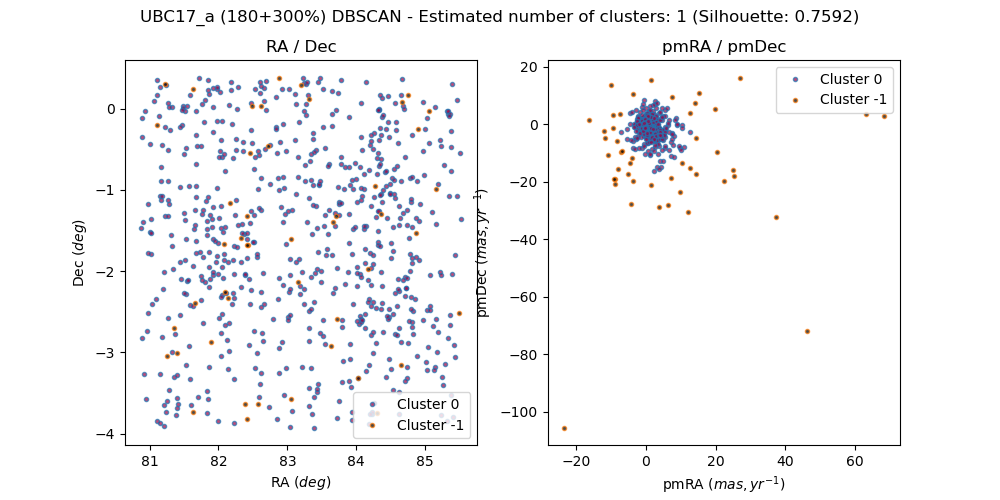 UBC17_a (180+300%) DBSCAN - Estimated number of clusters: 1 (Silhouette: 0.7592)
RA / Dec
Dec (deg)
0
−1
−2
−3
−4
81
82
83
84
85
RA (deg)
Cluster 0
Cluster -1
pmRA / pmDec
pmDec (mas, yr⁻¹)
20
0
−20
−40
−60
−80
−100
−20
0
20
40
60
pmRA (mas, yr⁻¹)
Cluster 0
Cluster -1